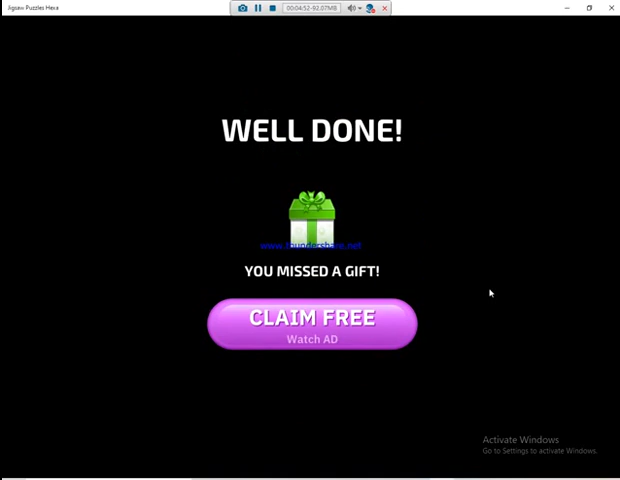 Jigsaw Puzzles Hexa
00:04:52-92.07MB
WELL DONE!
www.thundershare.net
YOU MISSED A GIFT!
CLAIM FREE
Watch AD
Activate Windows
Go to Settings to activate Windows.